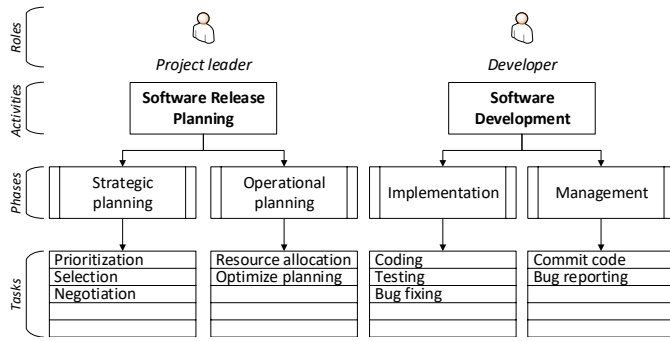 Roles
Project leader
Developer
Activities
Software Release
Planning
Software
Development
Phases
Strategic
planning
Operational
planning
Implementation
Management
Tasks
Prioritization
Selection
Negotiation
Resource allocation
Optimize planning
Coding
Testing
Bug fixing
Commit code
Bug reporting